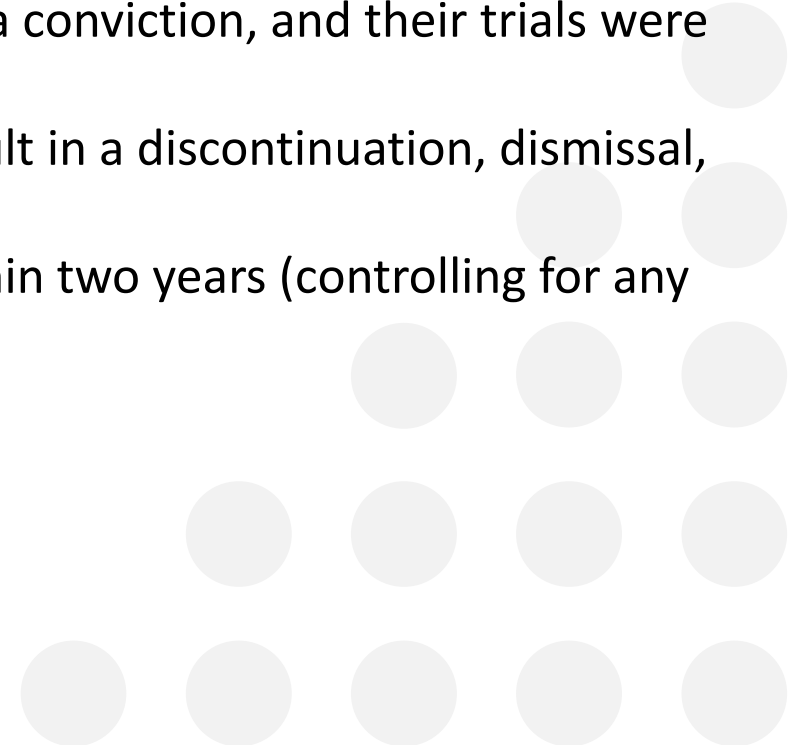 a conviction, and their trials were
lt in a discontinuation, dismissal,
in two years (controlling for any